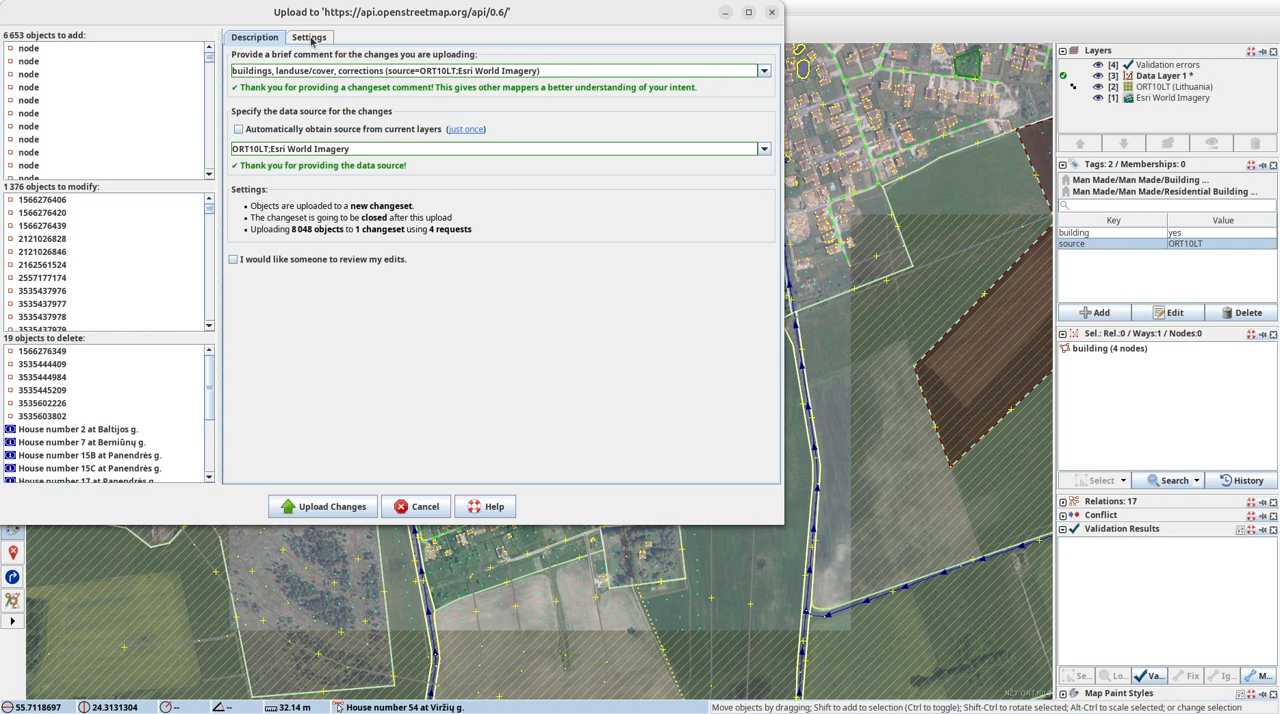 Upload to 'https://api.openstreetmap.org/api/0.6/'
6 653 objects to add:
node
node
node
node
node
node
node
node
node
node
node
1 376 objects to modify:
1566276406
1566276420
1566276439
2121026828
2121026846
2162561524
2557177174
3535437976
3535437977
3535437978
3535437979
19 objects to delete:
1566276349
3535444409
3535444984
3535445209
3535602226
3535603802
House number 2 at Baltijos g.
House number 7 at Berniūnų g.
House number 15B at Panendrės g.
House number 15C at Panendrės g.
House number 17 at Panendrės g.
Description
Settings
Provide a brief comment for the changes you are uploading:
buildings, landuse/cover, corrections (source=ORT10LT;Esri World Imagery)
✔ Thank you for providing a changeset comment! This gives other mappers a better understanding of your intent.
Specify the data source for the changes
Automatically obtain source from current layers (just once)
ORT10LT;Esri World Imagery
✔ Thank you for providing the data source!
Settings:
• Objects are uploaded to a new changeset.
• The changeset is going to be closed after this upload
• Uploading 8 048 objects to 1 changeset using 4 requests
I would like someone to review my edits.
Upload Changes
Cancel
Help
Layers
[4] Validation errors
[3] Data Layer 1 *
[2] ORT10LT (Lithuania)
[1] Esri World Imagery
Tags: 2 / Memberships: 0
Man Made/Man Made/Building ...
Man Made/Man Made/Residential Building ...
Key Value
building yes
source ORT10LT
Add
Edit
Delete
Sel.: Rel.:0 / Ways:1 / Nodes:0
building (4 nodes)
Select
Search
History
Relations: 17
Conflict
Validation Results
Se...
Lo...
Va...
Fix
Ig...
M...
Map Paint Styles
55.7118697
24.3131304
--
--
32.14 m
House number 54 at Viržių g.
Move objects by dragging; Shift to add to selection (Ctrl to toggle); Shift-Ctrl to rotate selected; Alt-Ctrl to scale selected; or change selection